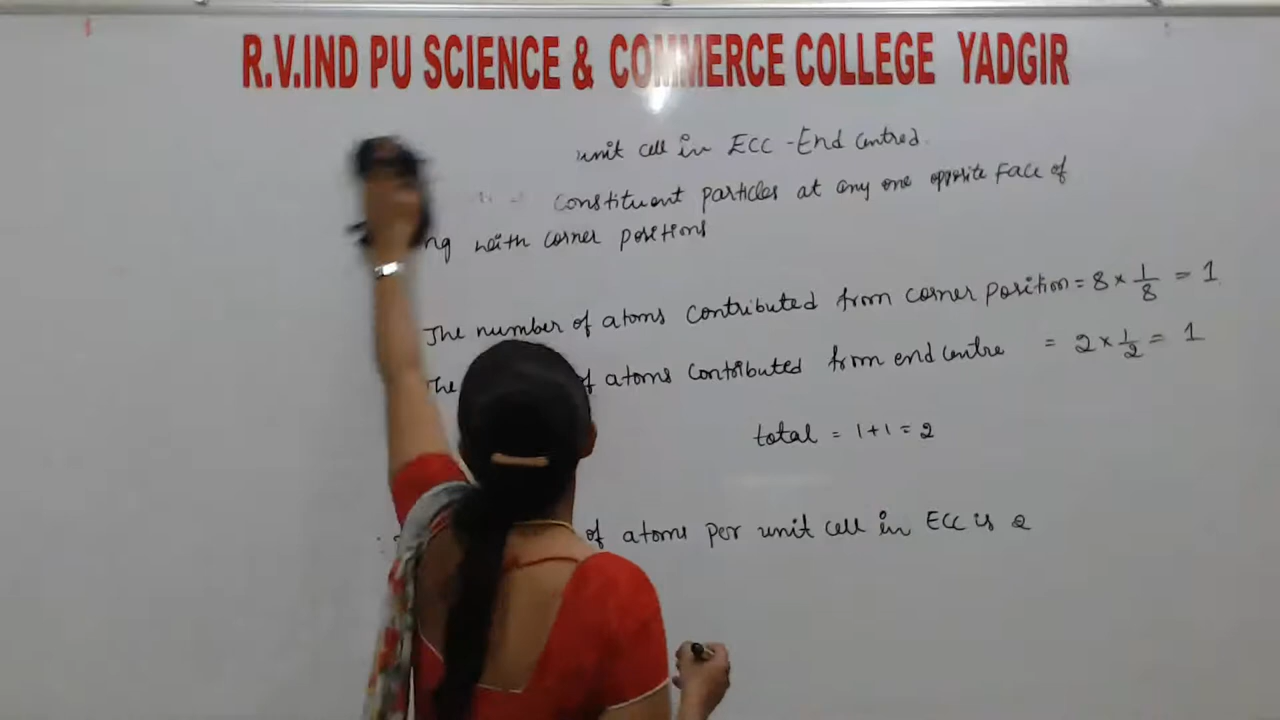 R.V.IND PU SCIENCE & COMMERCE COLLEGE YADGIR
unit cell in ECC - End Centred
constituent particles at any one opposite Face of
ng with corner positions
The number of atoms contributed from corner position = 8 × 1/8 = 1
The of atoms contributed from end centre = 2 × 1/2 = 1
total = 1 + 1 = 2
of atoms per unit cell in ECC is 2